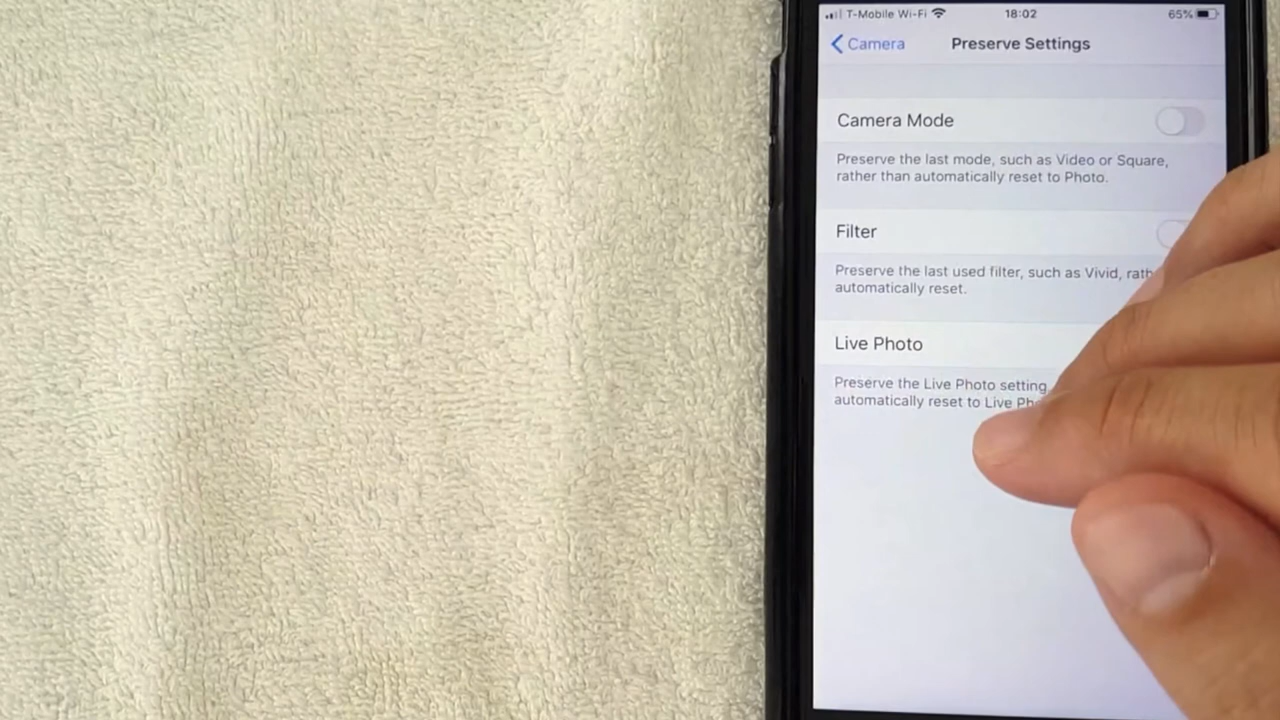 T-Mobile Wi-Fi 18:02 65%
Camera Preserve Settings
Camera Mode
Preserve the last mode, such as Video or Square,
rather than automatically reset to Photo.
Filter
Preserve the last used filter, such as Vivid,
automatically reset.
Live Photo
Preserve the Live Photo setting
automatically reset to Live